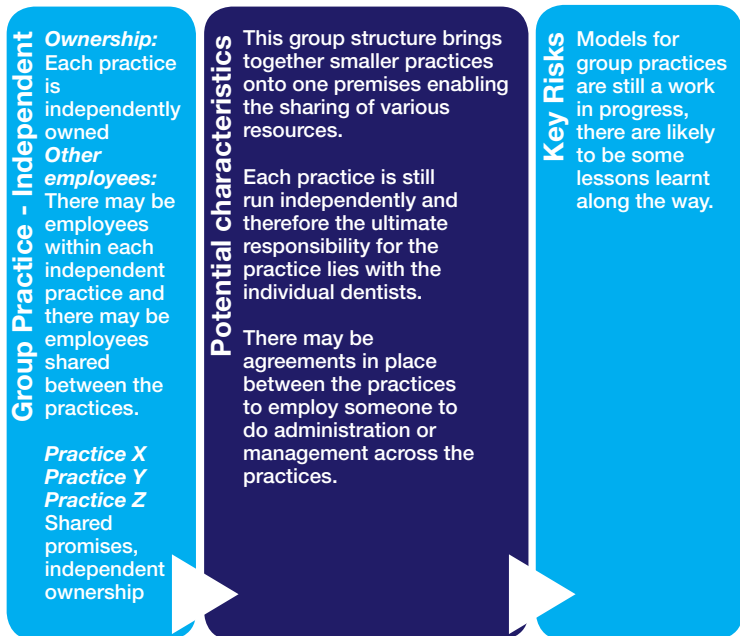 Group Practice - Independent
Ownership:
Each practice
is
independently
owned
Other
employees:
There may be
employees
within each
independent
practice and
there may be
employees
shared
between the
practices.
Practice X
Practice Y
Practice Z
Shared
promises,
independent
ownership
Potential characteristics
This group structure brings
together smaller practices
onto one premises enabling
the sharing of various
resources.
Each practice is still
run independently and
therefore the ultimate
responsibility for the
practice lies with the
individual dentists.
There may be
agreements in place
between the practices
to employ someone to
do administration or
management across the
practices.
Key Risks
Models for
group practices
are still a work
in progress,
there are likely
to be some
lessons learnt
along the way.